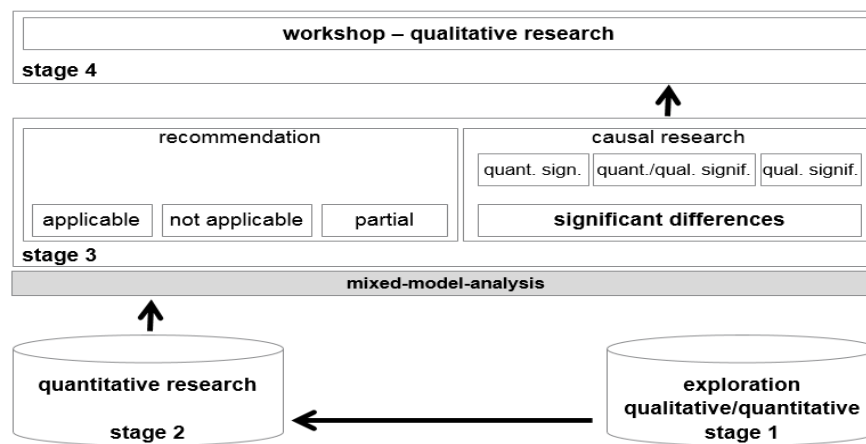 workshop – qualitative research
stage 4
recommendation
causal research
quant. sign.
quant./qual. signif.
qual. signif.
applicable
not applicable
partial
significant differences
stage 3
mixed-model-analysis
quantitative research
stage 2
exploration
qualitative/quantitative
stage 1